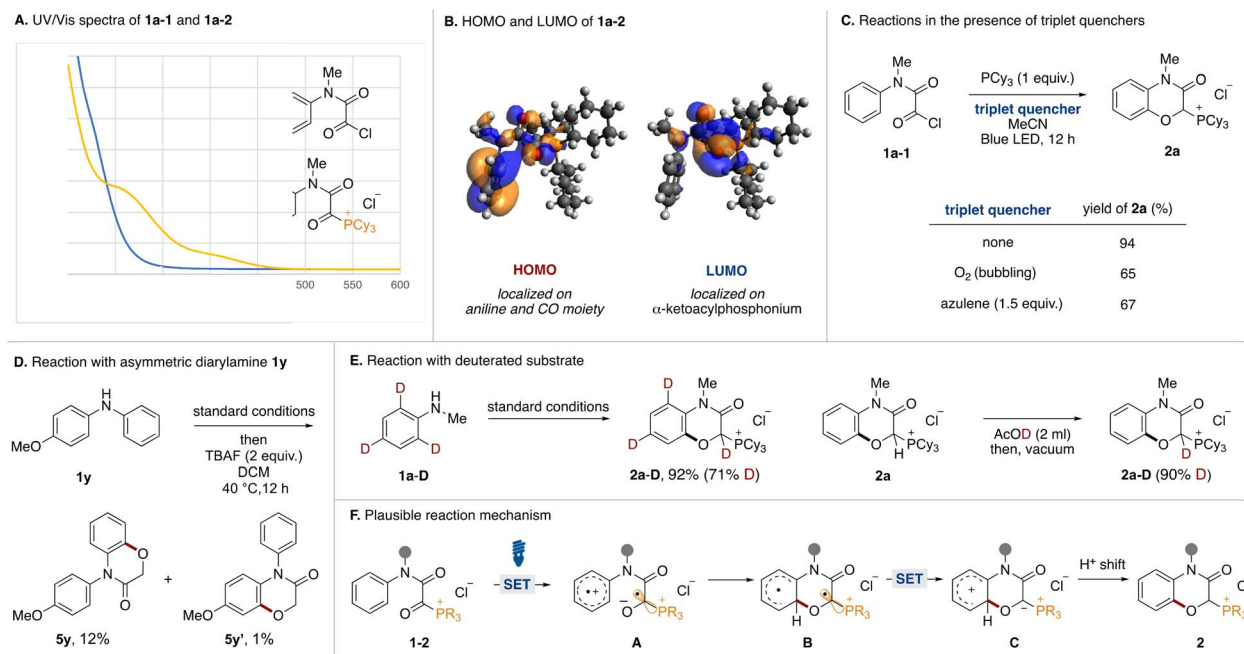 A. UV/Vis spectra of 1a-1 and 1a-2
Me
N
O
O
Cl
Me
N
O
Cl⁻
O
+
PCy₃
500 550 600
B. HOMO and LUMO of 1a-2
HOMO
localized on
aniline and CO moiety
LUMO
localized on
α-ketoacylphosphonium
C. Reactions in the presence of triplet quenchers
Me
N
O
O
Cl
1a-1
PCy₃ (1 equiv.)
triplet quencher
MeCN
Blue LED, 12 h
Me
N
O
Cl⁻
O
+
PCy₃
2a
triplet quencher yield of 2a (%)
none 94
O₂ (bubbling) 65
azulene (1.5 equiv.) 67
D. Reaction with asymmetric diarylamine 1y
H
N
MeO
1y
standard conditions
then
TBAF (2 equiv.)
DCM
40 °C,12 h
O
N
O
MeO
5y, 12%
+
N
O
MeO
O
5y’, 1%
E. Reaction with deuterated substrate
D
H
N
Me
D
D
1a-D
standard conditions
D
Me
N
O
Cl⁻
D
O
+
PCy₃
D
2a-D, 92% (71% D)
Me
N
O
Cl⁻
O
+
PCy₃
H
2a
AcOD (2 ml)
then, vacuum
Me
N
O
Cl⁻
O
+
PCy₃
D
2a-D (90% D)
F. Plausible reaction mechanism
N
O
Cl⁻
O
+
PR₃
1-2
SET
N
O
•+
Cl⁻
O
−
•
+
PR₃
A
N
O
•
Cl⁻
O
•
+
PR₃
H
B
SET
N
O
+
Cl⁻
O
−
+
PR₃
H
C
H⁺ shift
N
O
O
+
PR₃
2